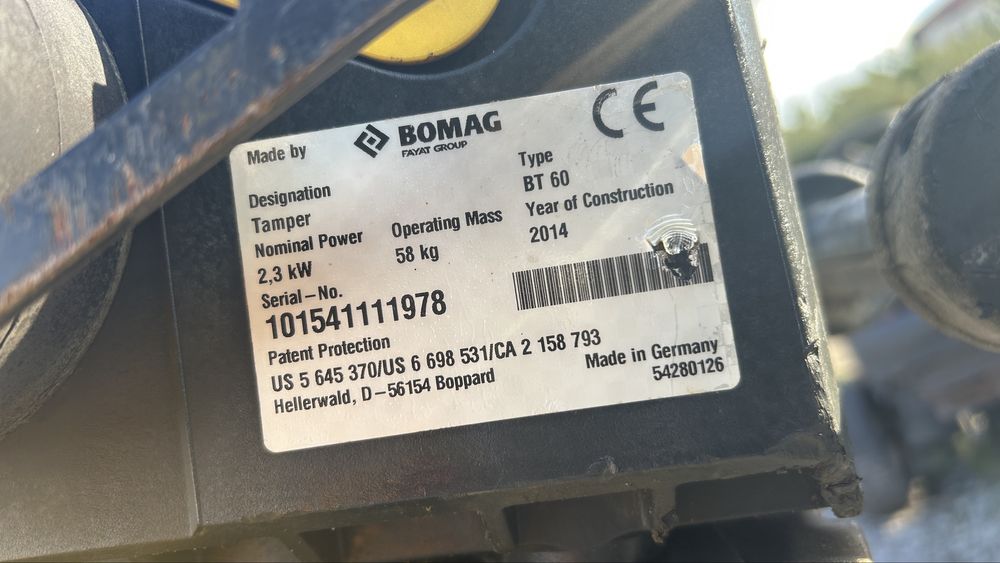 Made by BOMAG CE
FAYAT GROUP
Designation Type
Tamper BT 60
Nominal Power Operating Mass Year of Construction
2,3 kW 58 kg 2014
Serial-No.
101541111978
Patent Protection
US 5 645 370/US 6 698 531/CA 2 158 793
Hellerwald, D-56154 Boppard Made in Germany
54280126